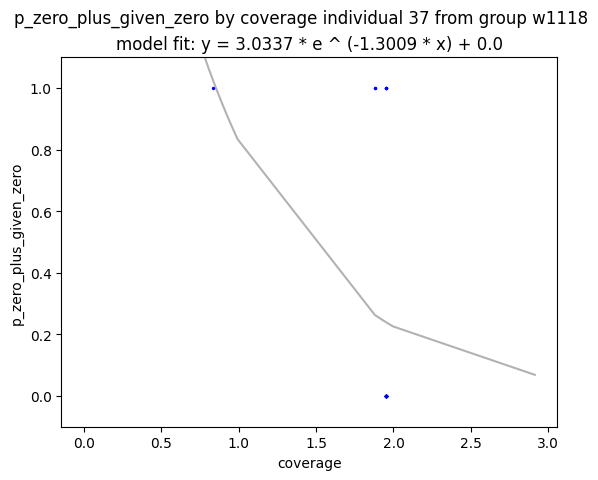 p_zero_plus_given_zero by coverage individual 37 from group w1118
model fit: y = 3.0337 * e ^ (-1.3009 * x) + 0.0
1.0
0.8
0.6
0.4
0.2
0.0
p_zero_plus_given_zero
0.0 0.5 1.0 1.5 2.0 2.5 3.0
coverage